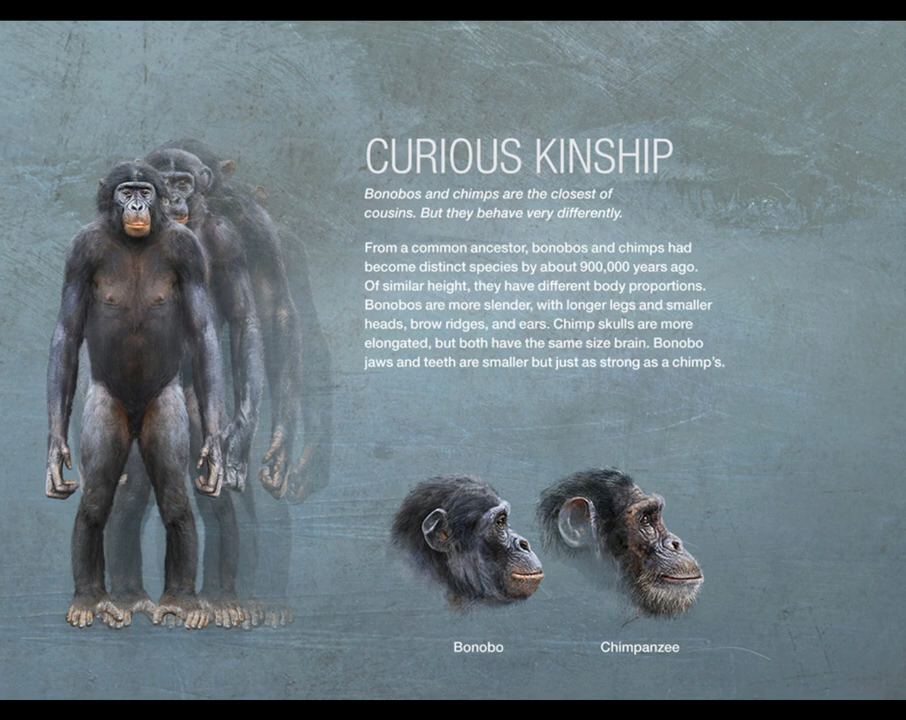 CURIOUS KINSHIP
Bonobos and chimps are the closest of
cousins. But they behave very differently.
From a common ancestor, bonobos and chimps had
become distinct species by about 900,000 years ago.
Of similar height, they have different body proportions.
Bonobos are more slender, with longer legs and smaller
heads, brow ridges, and ears. Chimp skulls are more
elongated, but both have the same size brain. Bonobo
jaws and teeth are smaller but just as strong as a chimp's.
Bonobo
Chimpanzee